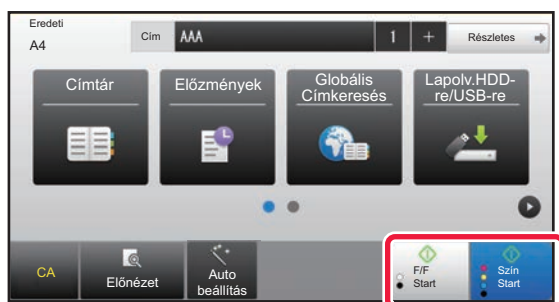 Eredeti
A4
Cím AAA 1 + Részletes
Címtár
Előzmények
Globális
Címkeresés
Lapolv.HDD-
re/USB-re
CA
Előnézet
Auto
beállítás
F/F
Start
Szín
Start